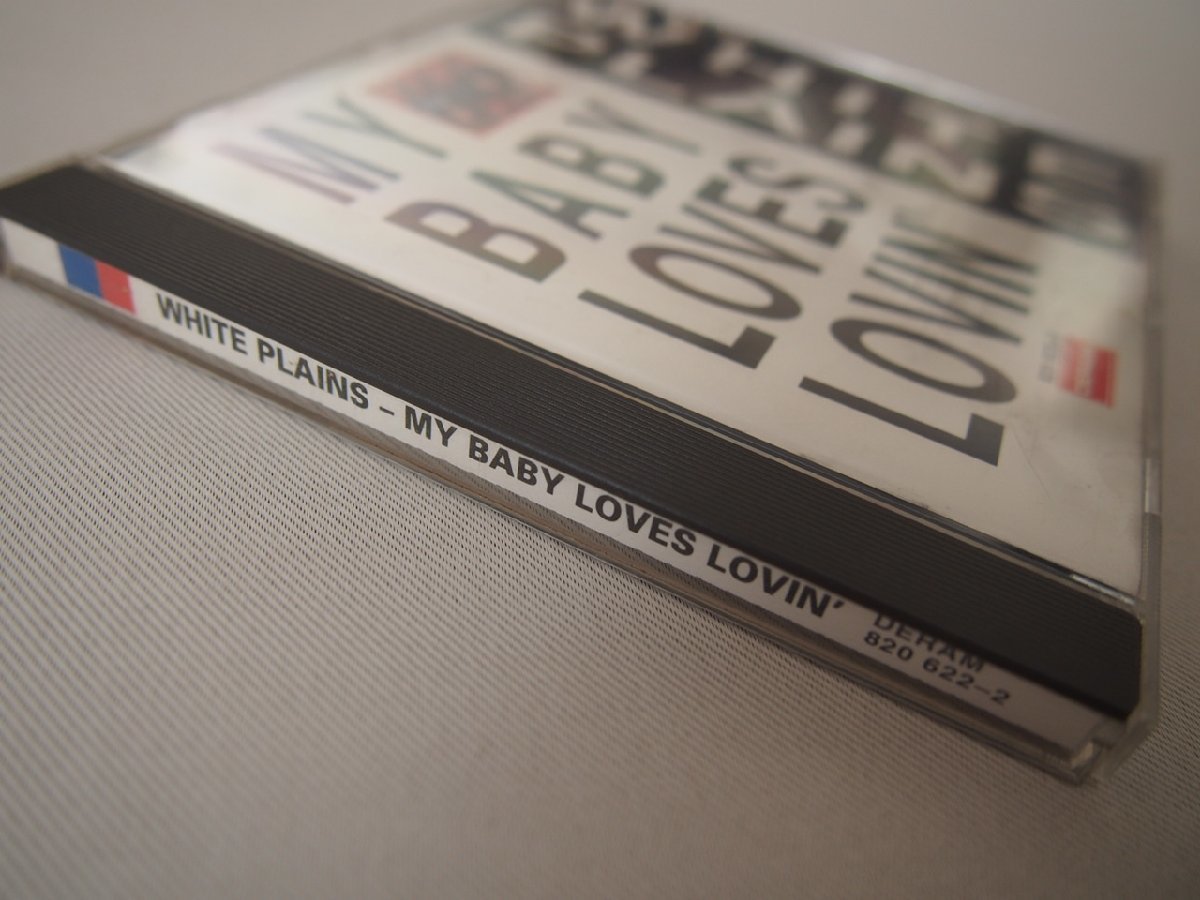 MY
BABY
LOVES
LOVIN'
WHITE PLAINS – MY BABY LOVES LOVIN'
DERAM
820 622–2